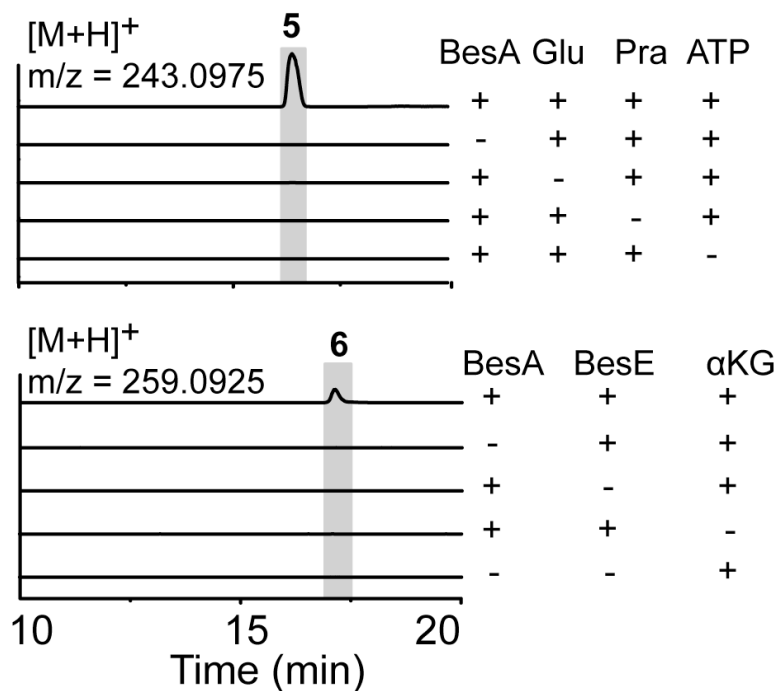 5
[M+H]+
m/z = 243.0975
BesA Glu Pra ATP
+ + + +
- + + +
+ - + +
+ + - +
+ + + -
6
[M+H]+
m/z = 259.0925
BesA BesE αKG
+ + +
- + +
+ - +
+ + -
- - +
10 15 20
Time (min)